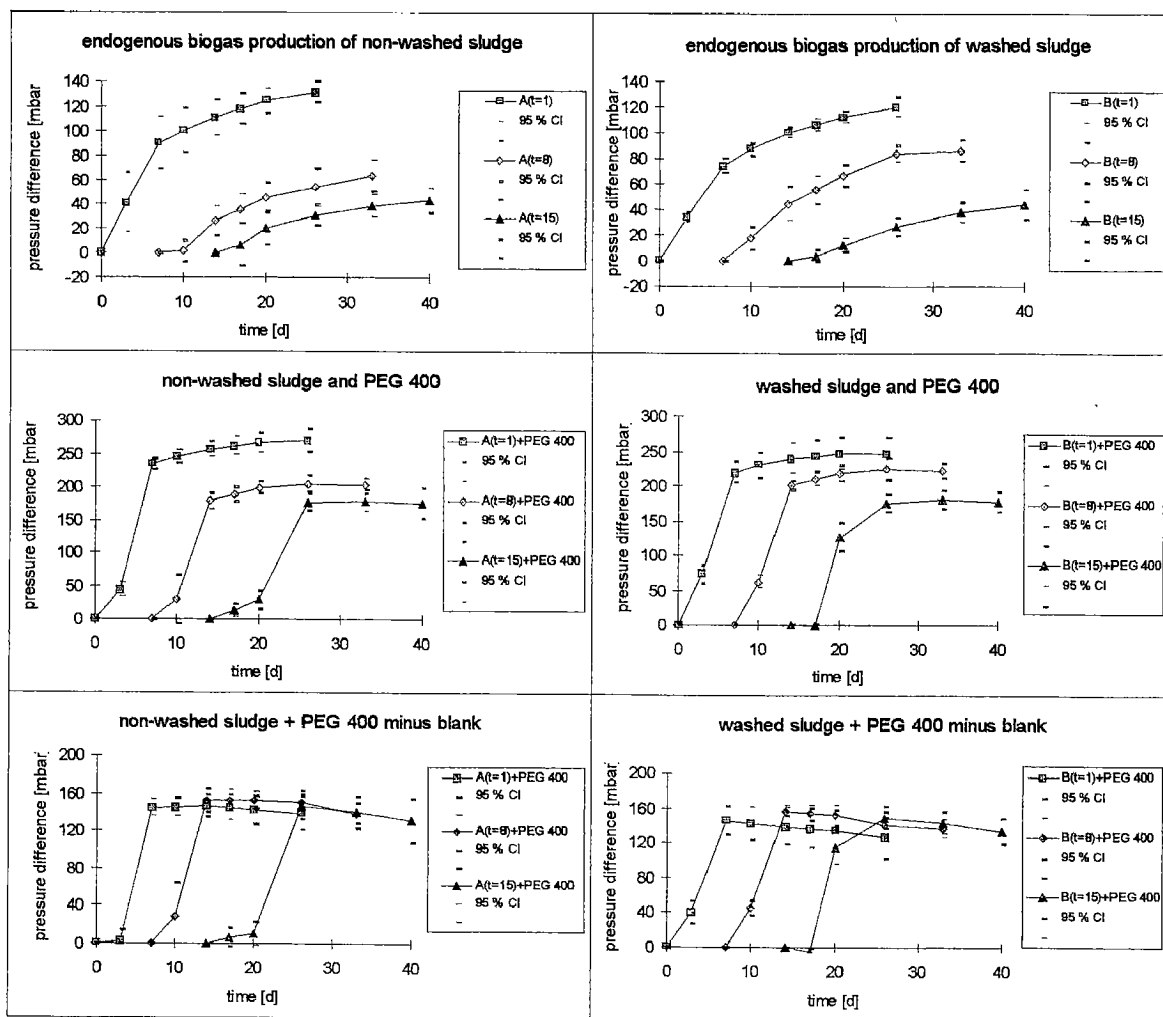 endogenous biogas production of non-washed sludge
pressure difference [mbar]
140
120
100
80
60
40
20
0
-20
0
10
20
30
40
time [d]
A(t=1)
95 % CI
A(t=8)
95 % CI
A(t=15)
95 % CI
endogenous biogas production of washed sludge
pressure difference [mbar]
140
120
100
80
60
40
20
0
-20
0
10
20
30
40
time [d]
B(t=1)
95 % CI
B(t=8)
95 % CI
B(t=15)
95 % CI
non-washed sludge and PEG 400
pressure difference [mbar]
300
250
200
150
100
50
0
0
10
20
30
40
time [d]
A(t=1)+PEG 400
95 % CI
A(t=8)+PEG 400
95 % CI
A(t=15)+PEG 400
95 % CI
washed sludge and PEG 400
pressure difference [mbar]
300
250
200
150
100
50
0
0
10
20
30
40
time [d]
B(t=1)+PEG 400
95 % CI
B(t=8)+PEG 400
95 % CI
B(t=15)+PEG 400
95 % CI
non-washed sludge + PEG 400 minus blank
pressure difference [mbar]
200
160
120
80
40
0
0
10
20
30
40
time [d]
A(t=1)+PEG 400
95 % CI
A(t=8)+PEG 400
95 % CI
A(t=15)+PEG 400
95 % CI
washed sludge + PEG 400 minus blank
pressure difference [mbar]
200
160
120
80
40
0
0
10
20
30
40
time [d]
B(t=1)+PEG 400
95 % CI
B(t=8)+PEG 400
95 % CI
B(t=15)+PEG 400
95 % CI